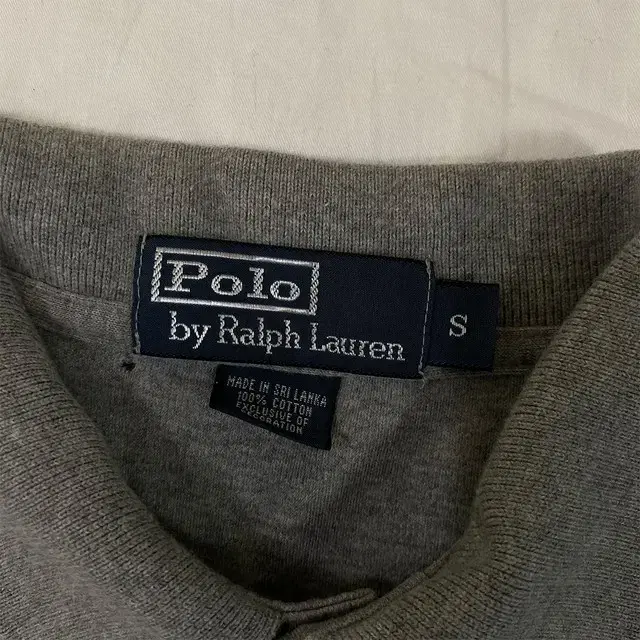 Polo
by Ralph Lauren
S
MADE IN SRI LANKA
100% COTTON
EXCLUSIVE OF
DECORATION